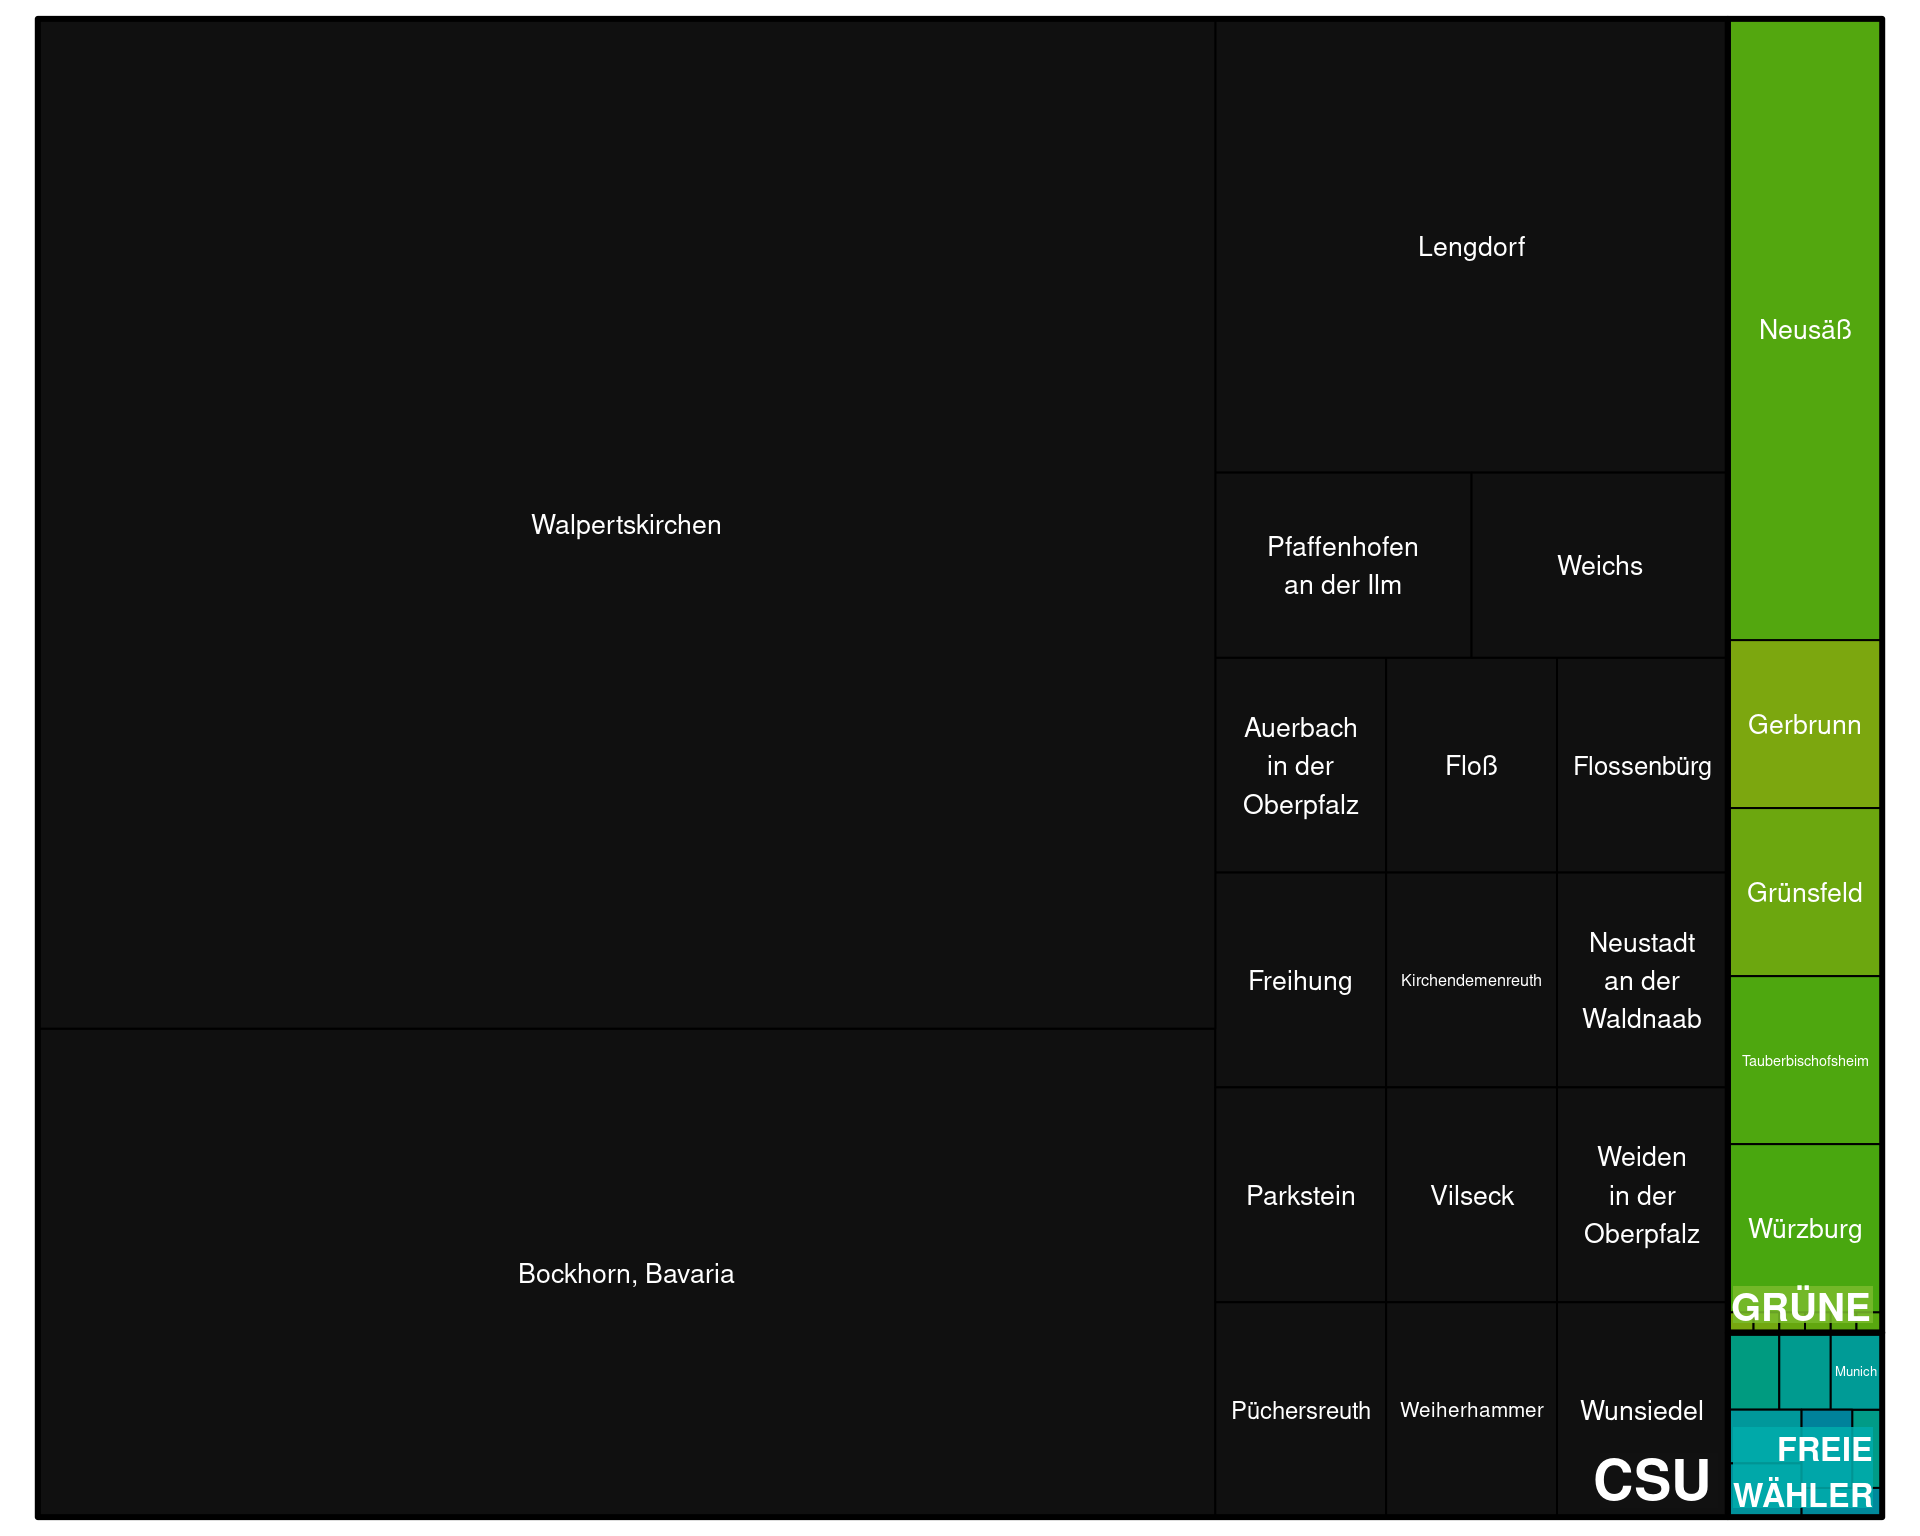 Walpertskirchen
Bockhorn, Bavaria
Lengdorf
Pfaffenhofen
an der Ilm
Weichs
Auerbach
in der
Oberpfalz
Floß
Flossenbürg
Freihung
Kirchendemenreuth
Neustadt
an der
Waldnaab
Parkstein
Vilseck
Weiden
in der
Oberpfalz
Püchersreuth
Weiherhammer
Wunsiedel
CSU
Neusäß
Gerbrunn
Grünsfeld
Tauberbischofsheim
Würzburg
GRÜNE
Munich
FREIE
WÄHLER